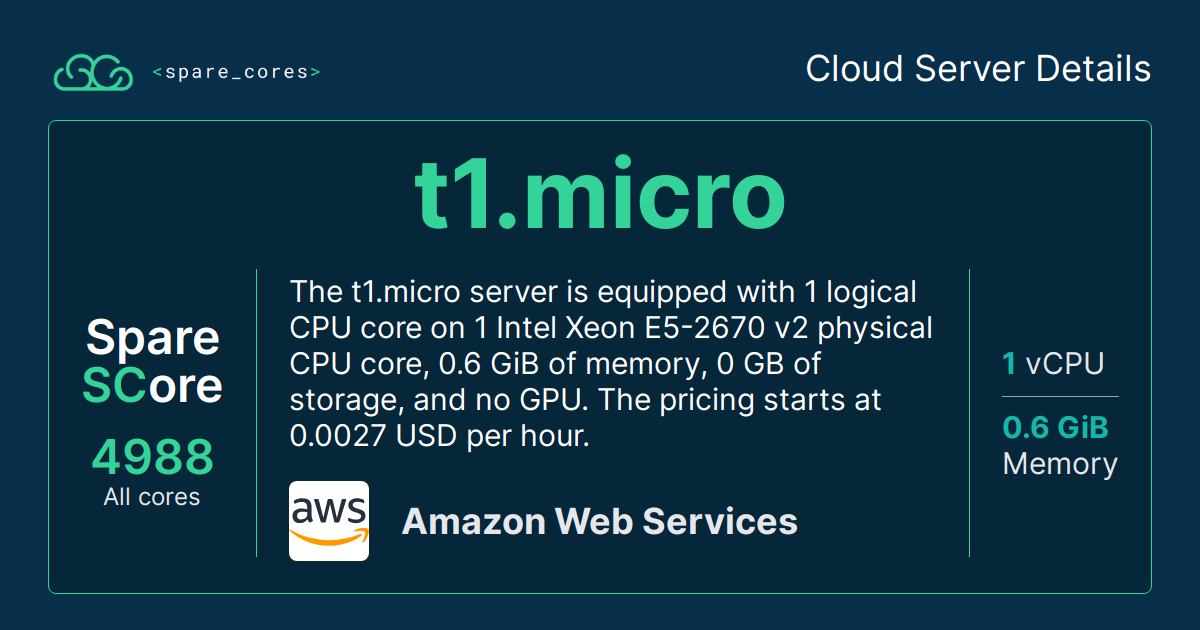 <spare_cores>
Cloud Server Details
t1.micro
Spare
SCore
4988
All cores
The t1.micro server is equipped with 1 logical
CPU core on 1 Intel Xeon E5-2670 v2 physical
CPU core, 0.6 GiB of memory, 0 GB of
storage, and no GPU. The pricing starts at
0.0027 USD per hour.
aws
Amazon Web Services
1 vCPU
0.6 GiB
Memory